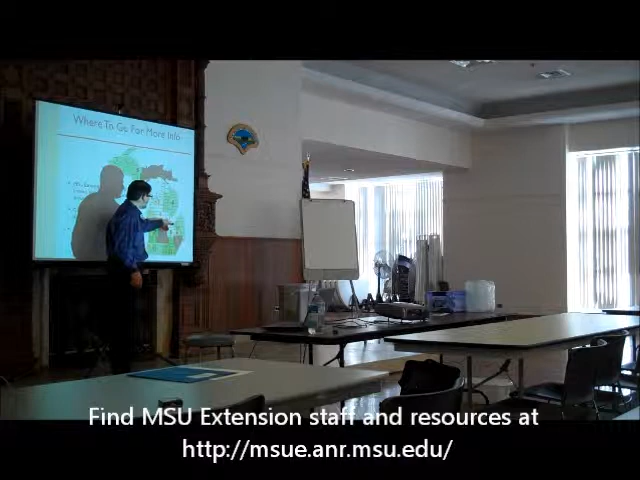 Where To Go For More Info
Find MSU Extension staff and resources at
http://msue.anr.msu.edu/